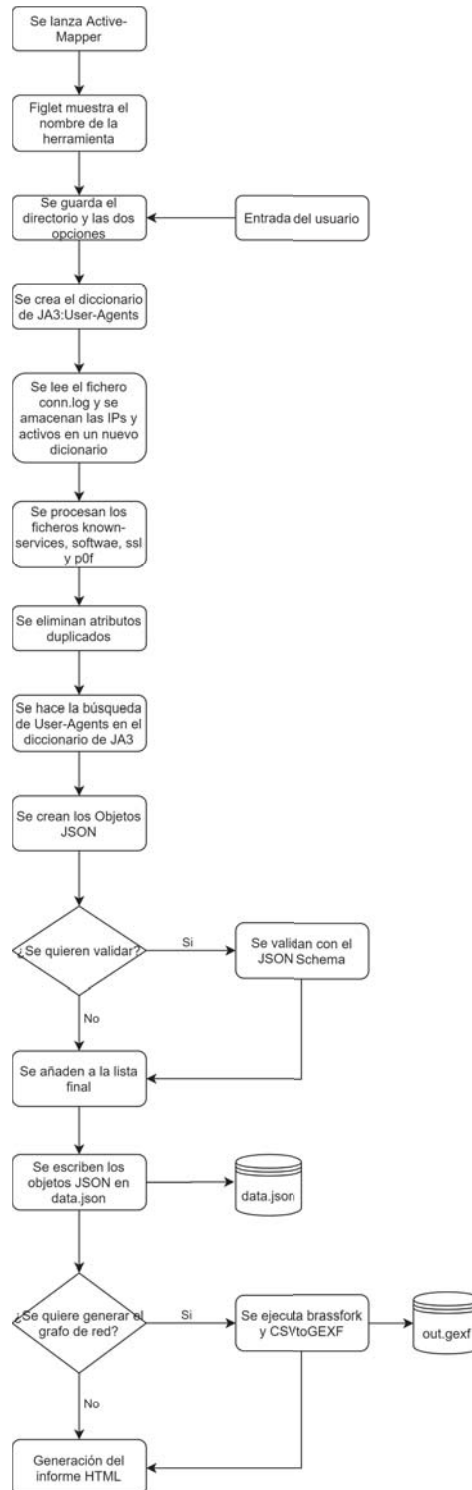 Se lanza Active-
Mapper
Figlet muestra el
nombre de la
herramienta
Se guarda el
directorio y las dos
opciones
Entrada del usuario
Se crea el diccionario
de JA3:User-Agents
Se lee el fichero
conn.log y se
amacenan las IPs y
activos en un nuevo
dicionario
Se procesan los
ficheros known-
services, softwae, ssl
y p0f
Se eliminan atributos
duplicados
Se hace la búsqueda
de User-Agents en el
diccionario de JA3
Se crean los Objetos
JSON
¿Se quieren validar?
Si
Se validan con el
JSON Schema
No
Se añaden a la lista
final
Se escriben los
objetos JSON en
data.json
data.json
¿Se quiere generar el
grafo de red?
Si
Se ejecuta brassfork
y CSVtoGEXF
out.gexf
No
Generación del
informe HTML